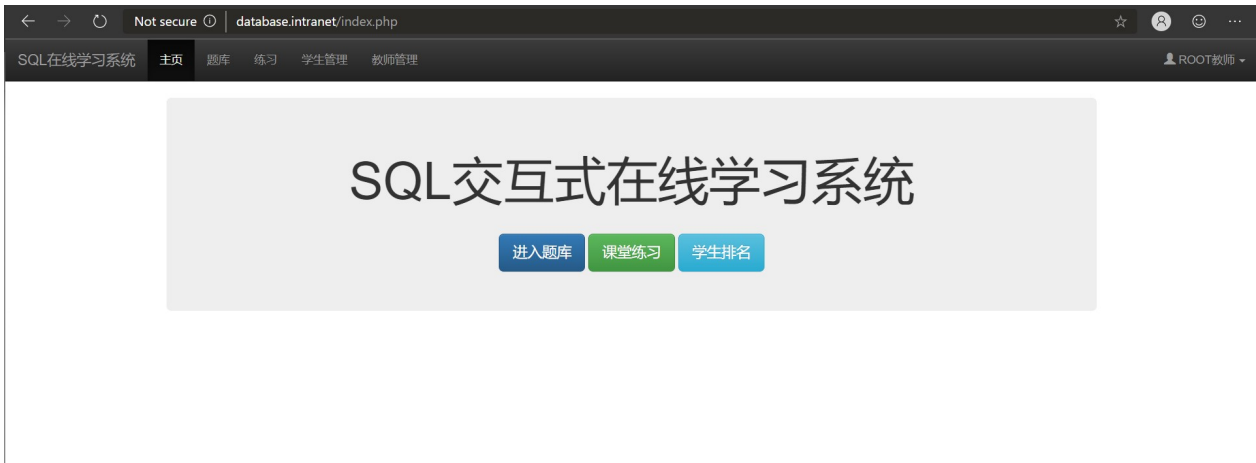 Not secure database.intranet/index.php
SQL在线学习系统 主页 题库 练习 学生管理 教师管理 ROOT教师
SQL交互式在线学习系统
进入题库 课堂练习 学生排名